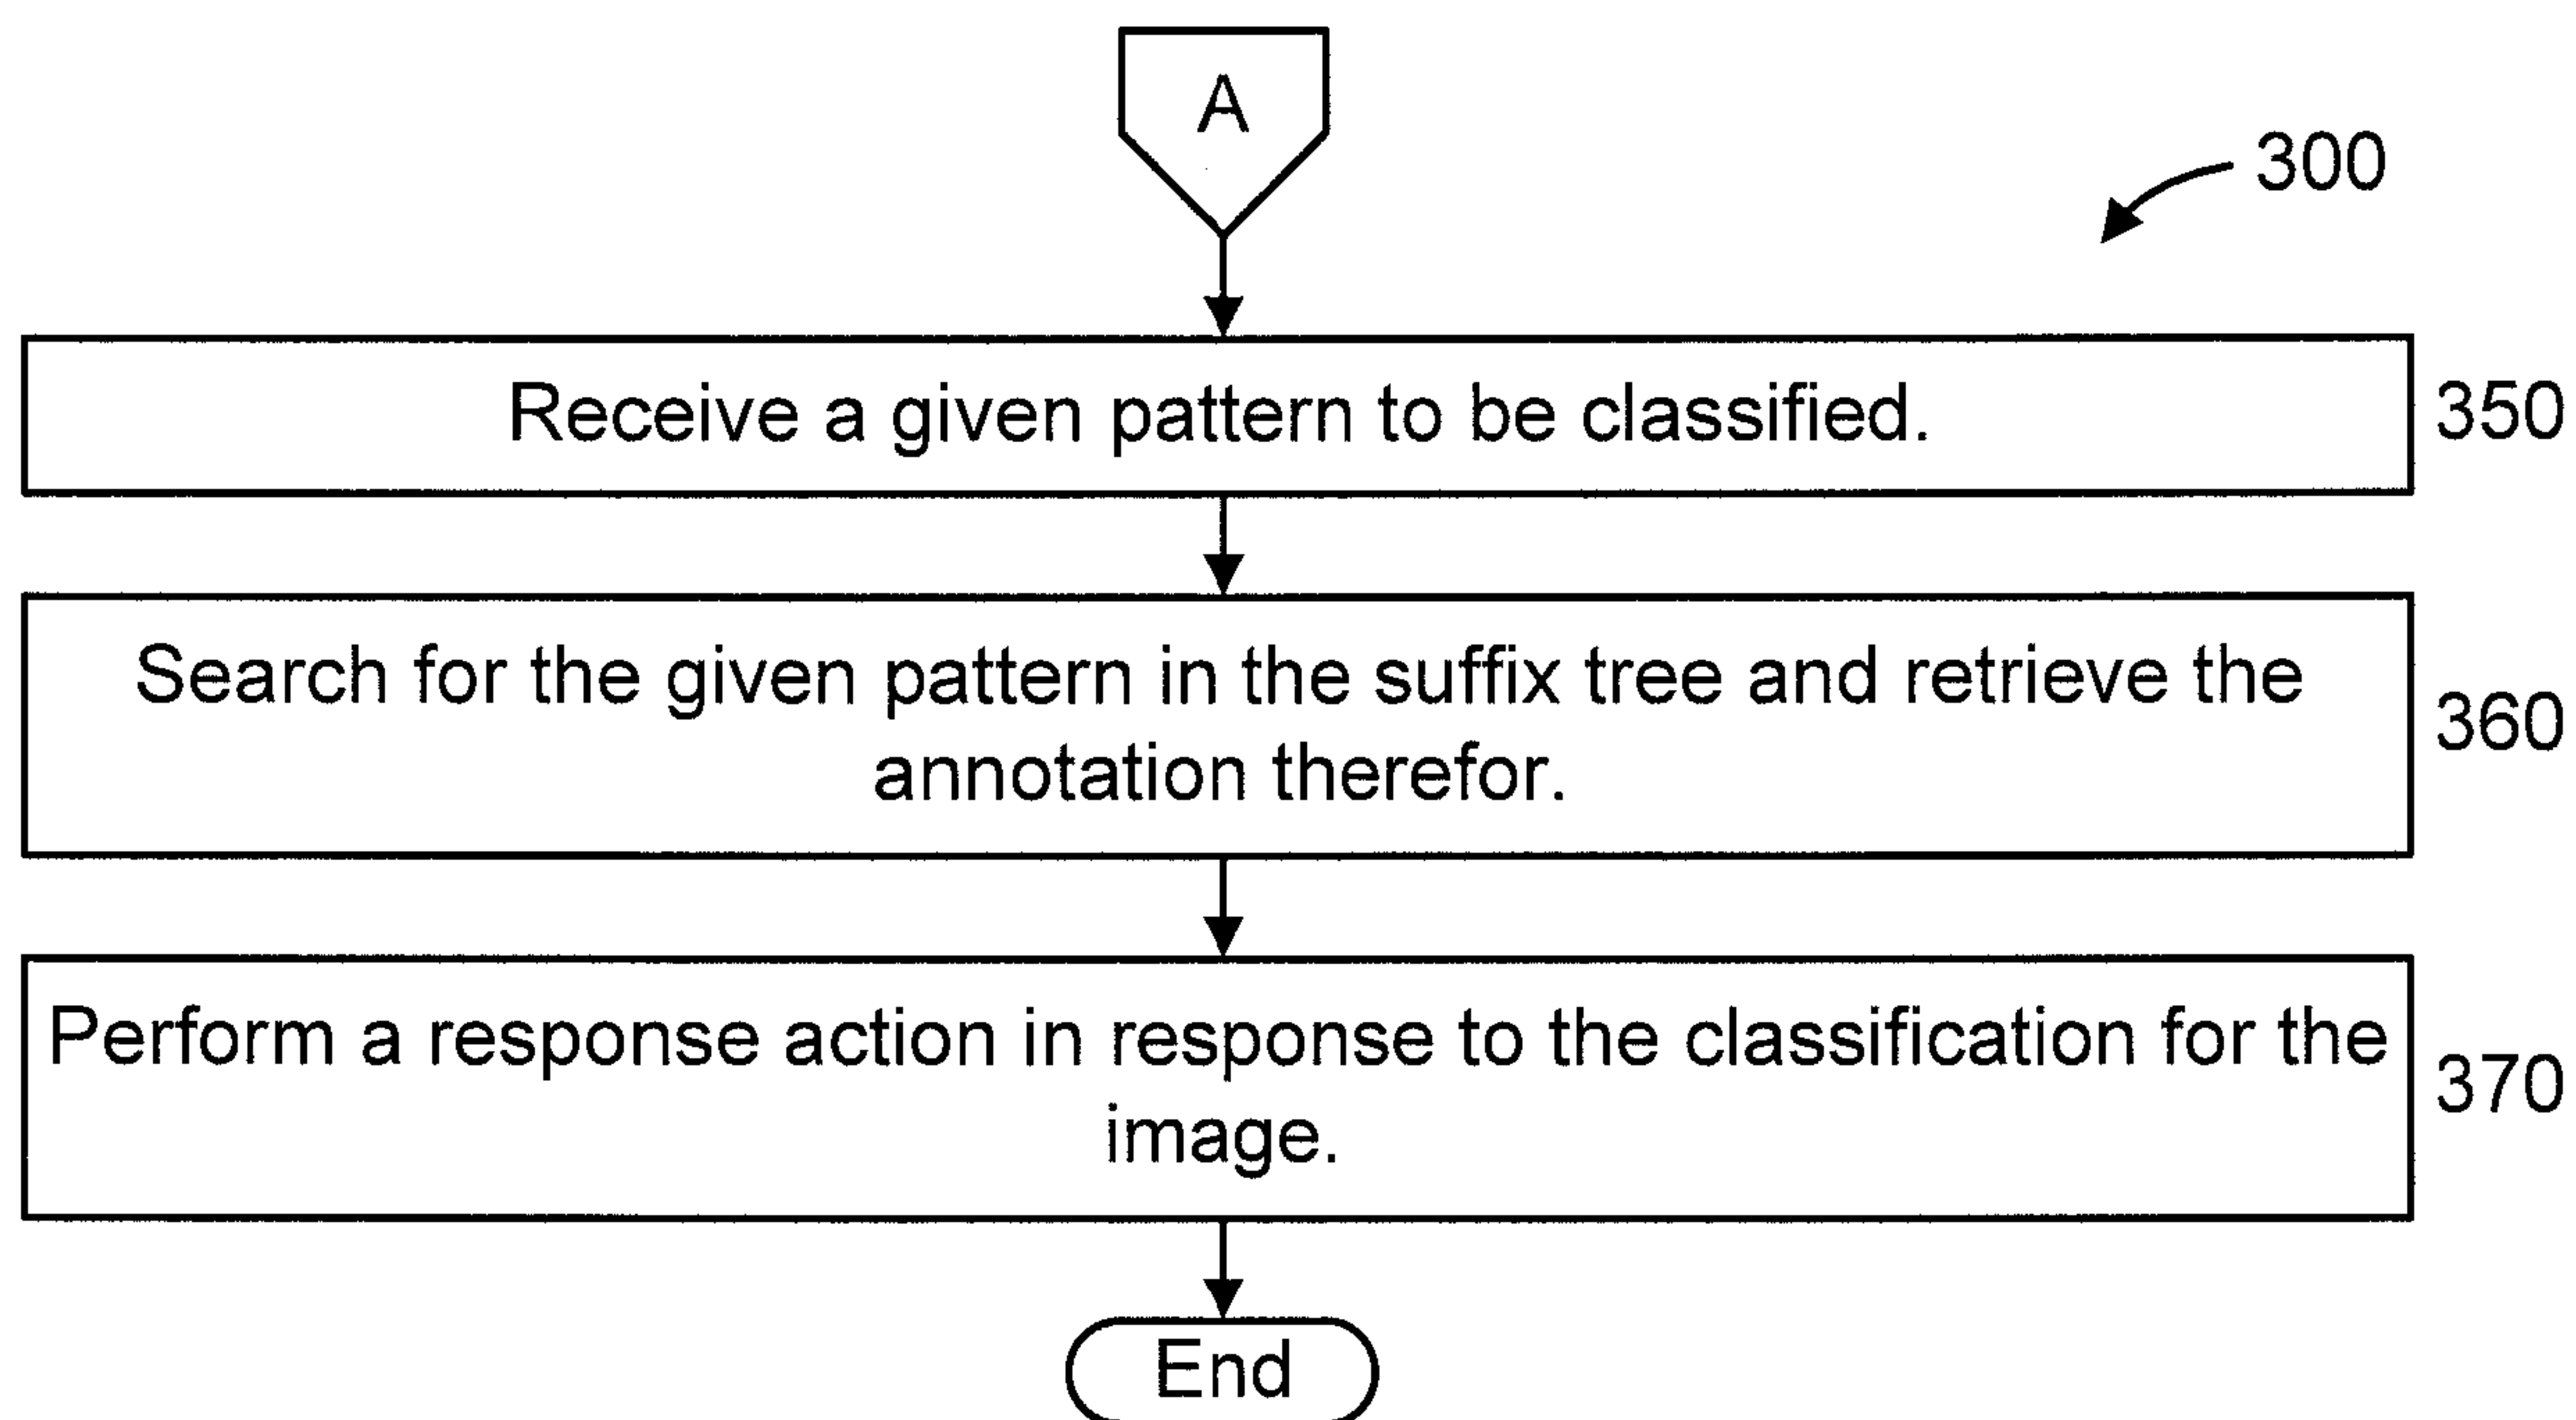 A
300
Receive a given pattern to be classified.
350
Search for the given pattern in the suffix tree and retrieve the
annotation therefor.
360
Perform a response action in response to the classification for the
image.
370
End